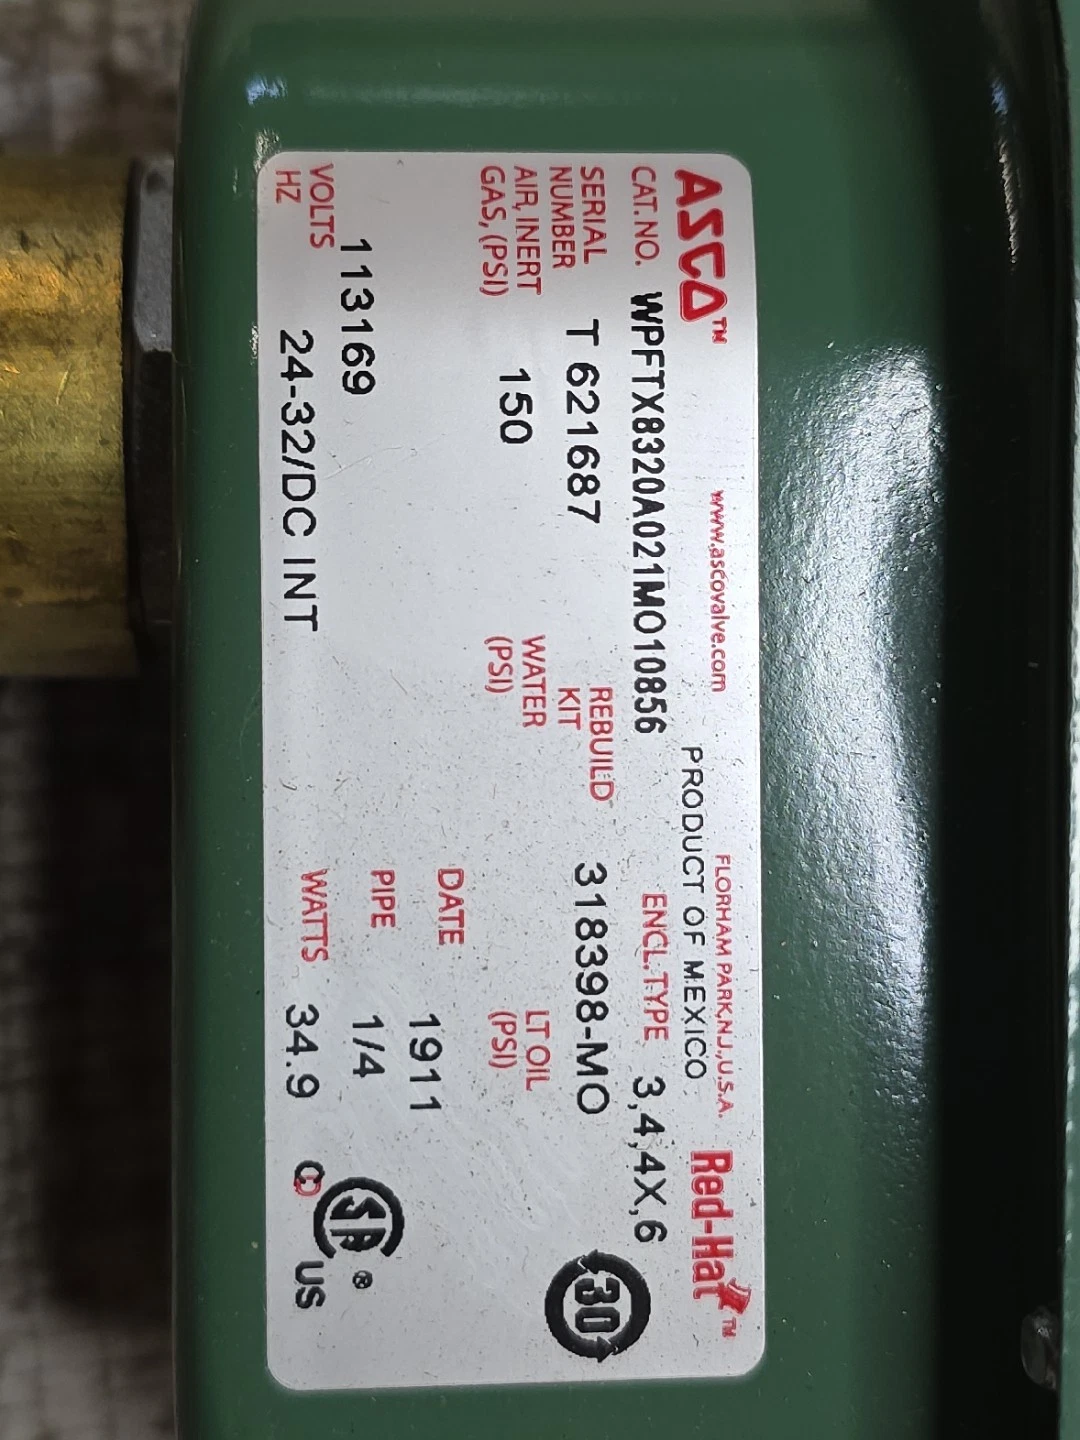 ASCO™ www.ascovalve.com FLORHAM PARK, N.J., U.S.A. Red-Hat™
PRODUCT OF MEXICO
CAT. NO. WPFTX8320A021MO10856 ENCL. TYPE 3,4,4X,6
SERIAL NUMBER T 621687 REBUILD KIT 318398-MO
30
AIR, INERT GAS, (PSI) 150 WATER (PSI) LT OIL (PSI)
DATE 1911
113169 PIPE 1/4
VOLTS HZ 24-32/DC INT WATTS 34.9
C SA ® US